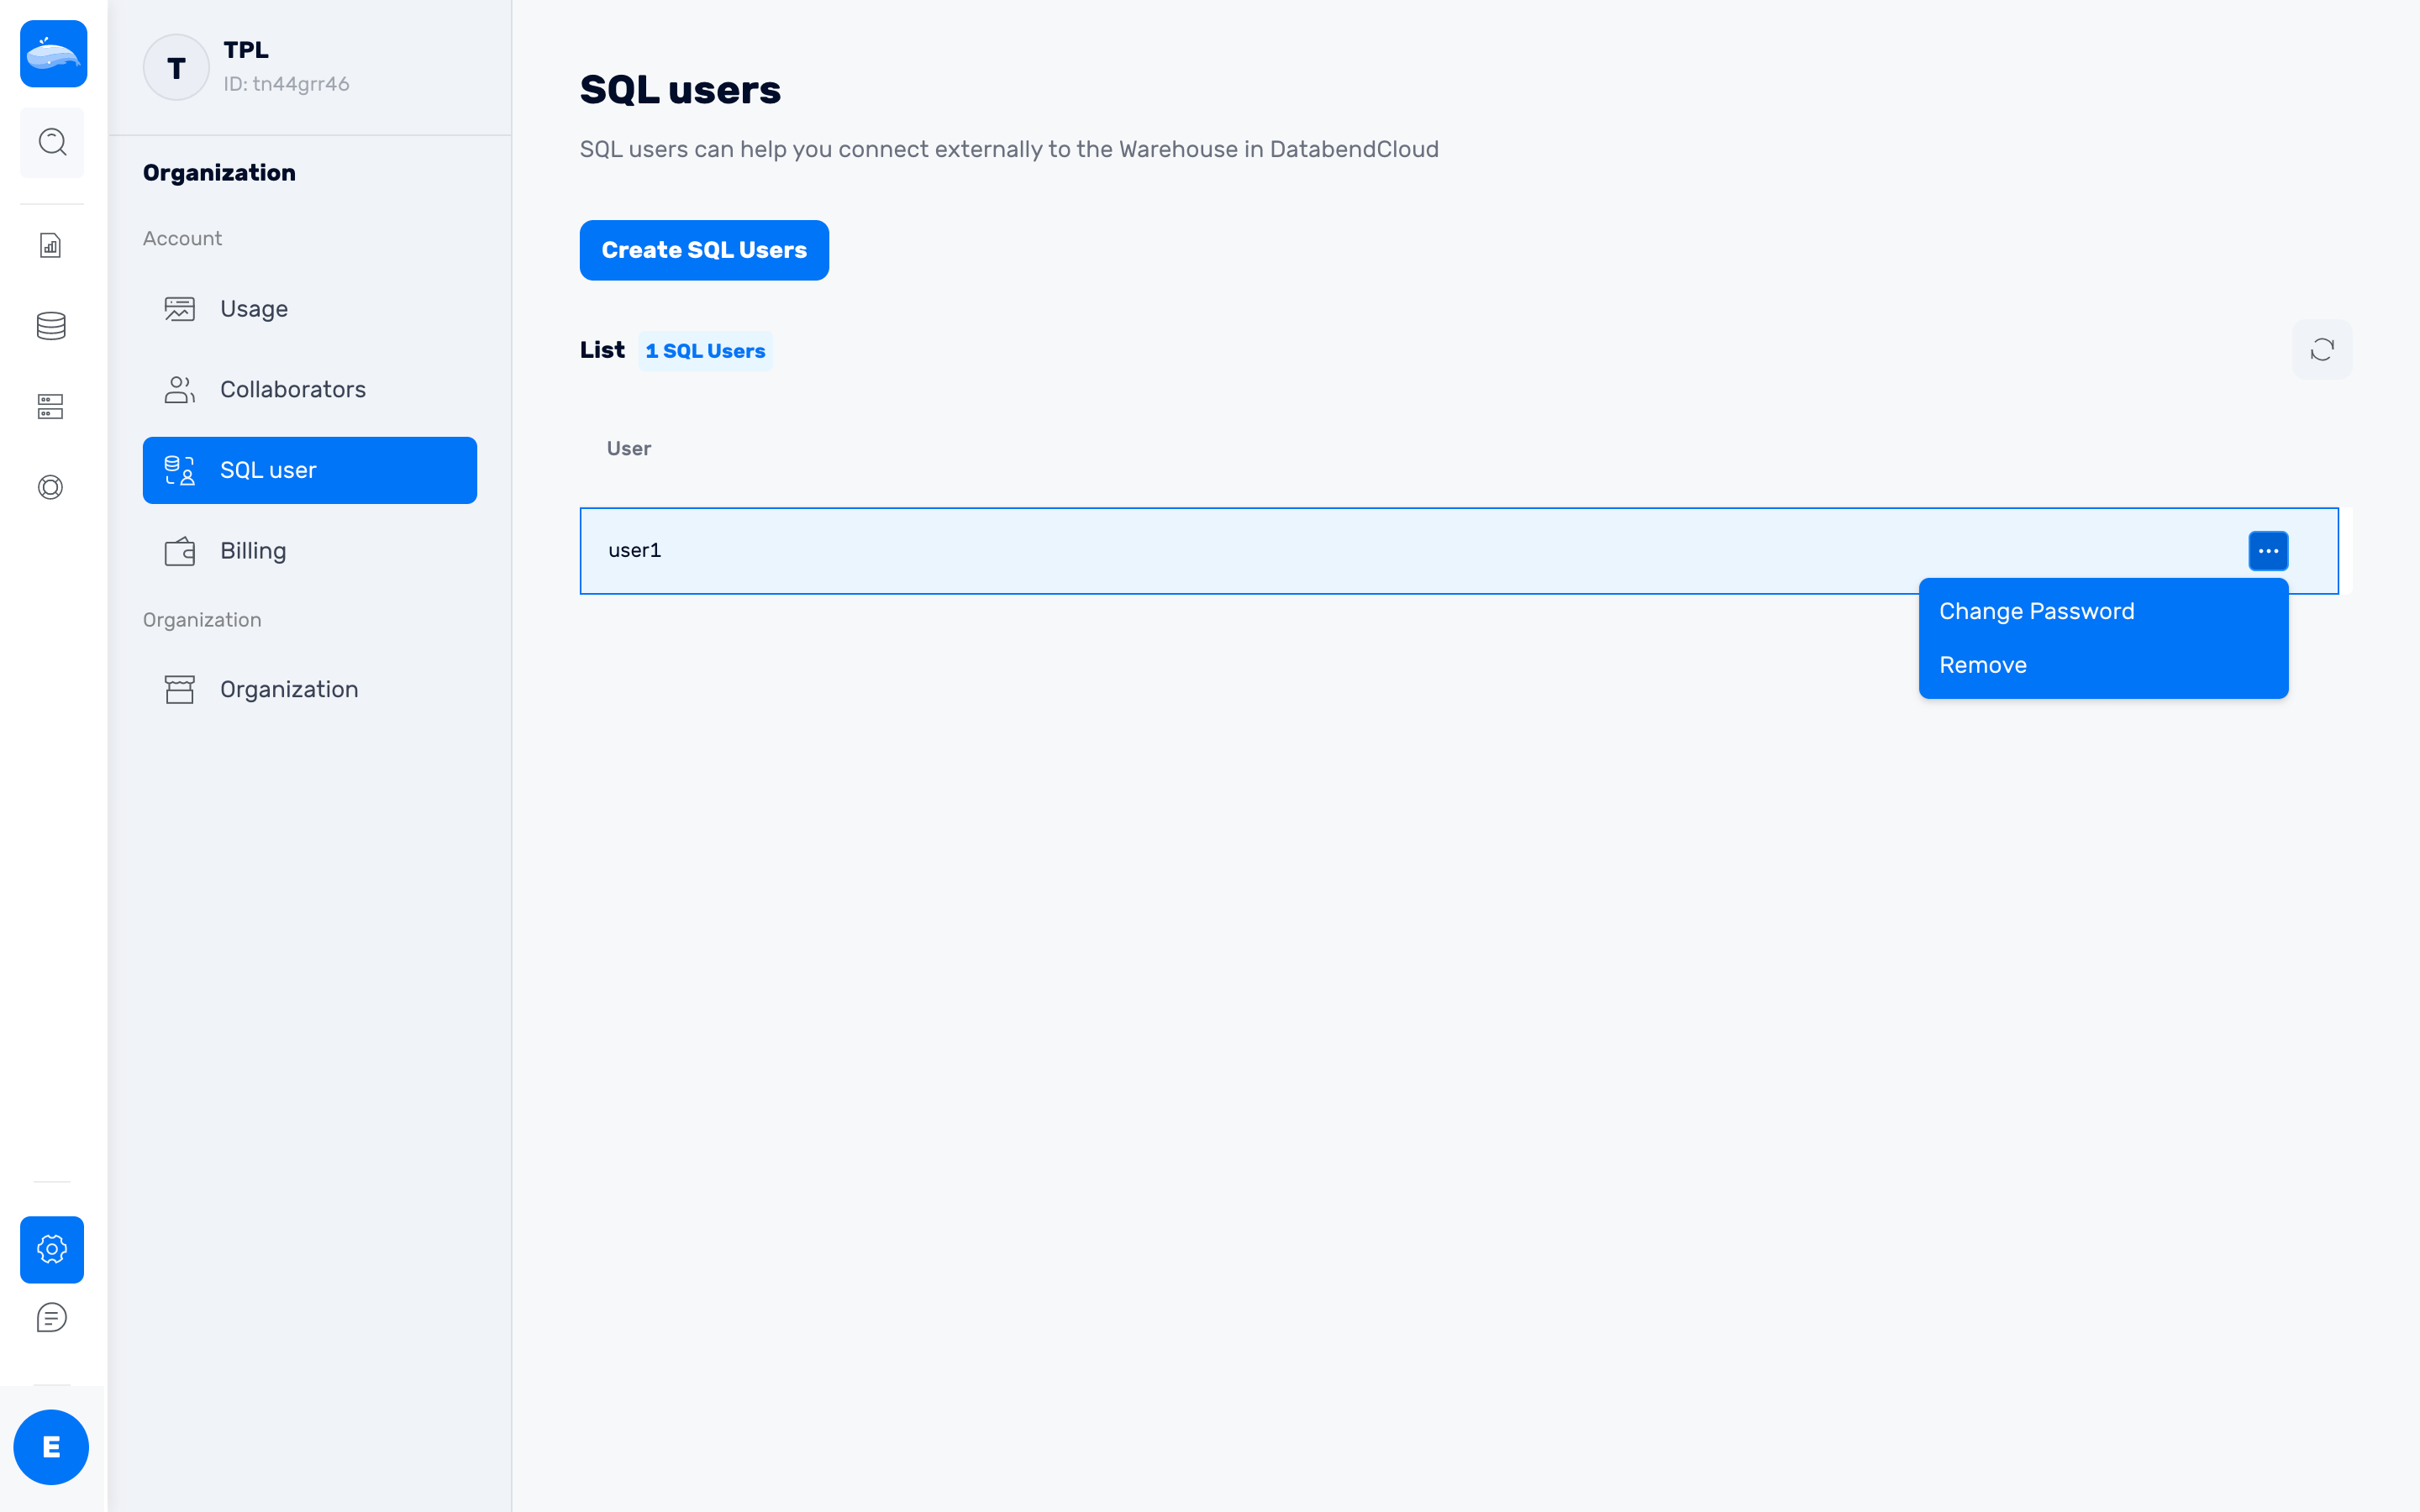 T
TPL
ID: tn44grr46
Organization
Account
Usage
Collaborators
SQL user
Billing
Organization
Organization
E
SQL users
SQL users can help you connect externally to the Warehouse in DatabendCloud
Create SQL Users
List
1 SQL Users
User
user1
Change Password
Remove